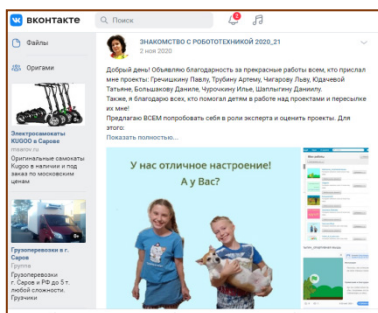 вконтакте
Поиск
2
Файлы
Оригами
Электросамокаты
KUGOO в Сарове
Оригинальные самокаты
Kugoo в наличии и под
заказ по московским
ценам
Грузоперевозки в г.
Саров
Группа
Грузоперевозки
г. Саров и РФ до 5 т.
любой сложности.
Грузчики
ЗНАКОМСТВО С РОБОТОТЕХНИКОЙ 2020_21
2 ноя 2020
Добрый день! Объявляю благодарность за прекрасные работы всем, кто прислал
мне проекты: Гречишкину Павлу, Трубину Артему, Чигарову Льву, Юдачевой
Татьяне, Большакову Даниле, Чурочкину Илье, Шаплыгину Даниилу.
Также, я благодарю всех, кто помогал детям в работе над проектами и пересылке
их мне!
Предлагаю ВСЕМ попробовать себя в роли эксперта и оценить проекты. Для
этого:
Показать полностью...
У нас отличное настроение!
А у Вас?